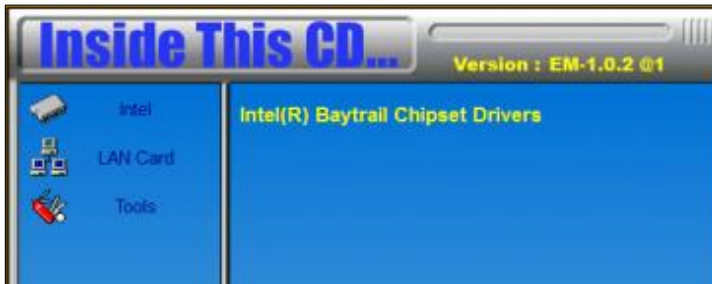 Inside This CD...
Version : EM-1.0.2 @1
Intel
LAN Card
Tools
Intel(R) Baytrail Chipset Drivers